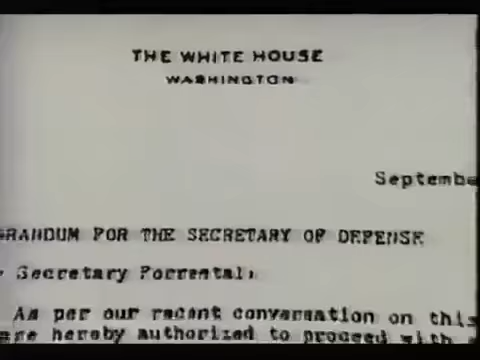 THE WHITE HOUSE
WASHINGTON
Septembe
RANDUM FOR THE SECRETARY OF DEFENSE
Secretary Forrestal:
As per our recent conversation on this
are hereby authorized to proceed with